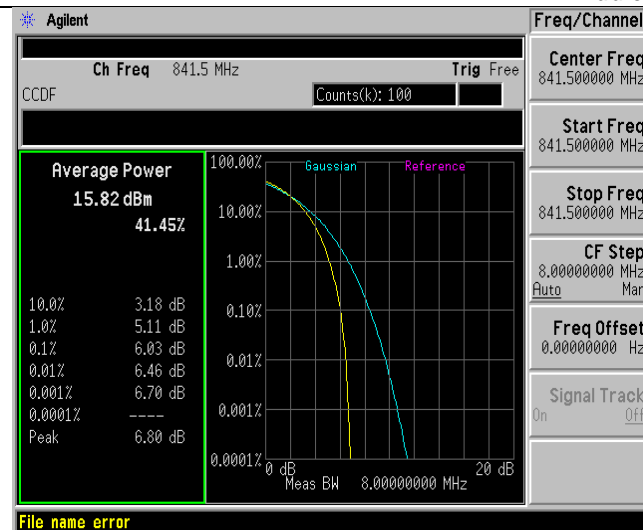 Agilent
Freq/Channel
Ch Freq 841.5 MHz Trig Free
CCDF Counts(k): 100
Average Power
15.82 dBm
41.45%
10.0% 3.18 dB
1.0% 5.11 dB
0.1% 6.03 dB
0.01% 6.46 dB
0.001% 6.70 dB
0.0001% ----
Peak 6.80 dB
Gaussian Reference
100.00%
10.00%
1.00%
0.10%
0.01%
0.001%
0.0001%
0 dB 20 dB
Meas BW 8.00000000 MHz
Center Freq
841.500000 MHz
Start Freq
841.500000 MHz
Stop Freq
841.500000 MHz
CF Step
8.00000000 MHz
Auto Man
Freq Offset
0.00000000 Hz
Signal Track
On Off
File name error